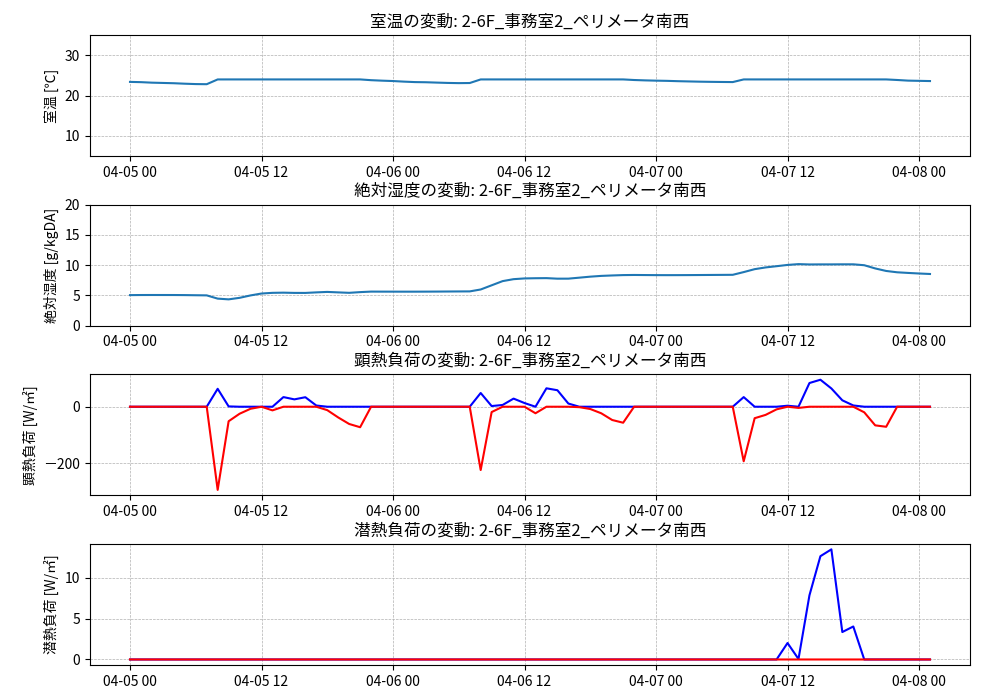 室温の変動: 2-6F_事務室2_ペリメータ南西
室温 [℃]
30
20
10
04-05 00 04-05 12 04-06 00 04-06 12 04-07 00 04-07 12 04-08 00
絶対湿度の変動: 2-6F_事務室2_ペリメータ南西
絶対湿度 [g/kgDA]
20
15
10
5
0
04-05 00 04-05 12 04-06 00 04-06 12 04-07 00 04-07 12 04-08 00
顕熱負荷の変動: 2-6F_事務室2_ペリメータ南西
顕熱負荷 [W/㎡]
0
−200
04-05 00 04-05 12 04-06 00 04-06 12 04-07 00 04-07 12 04-08 00
潜熱負荷の変動: 2-6F_事務室2_ペリメータ南西
潜熱負荷 [W/㎡]
10
5
0
04-05 00 04-05 12 04-06 00 04-06 12 04-07 00 04-07 12 04-08 00